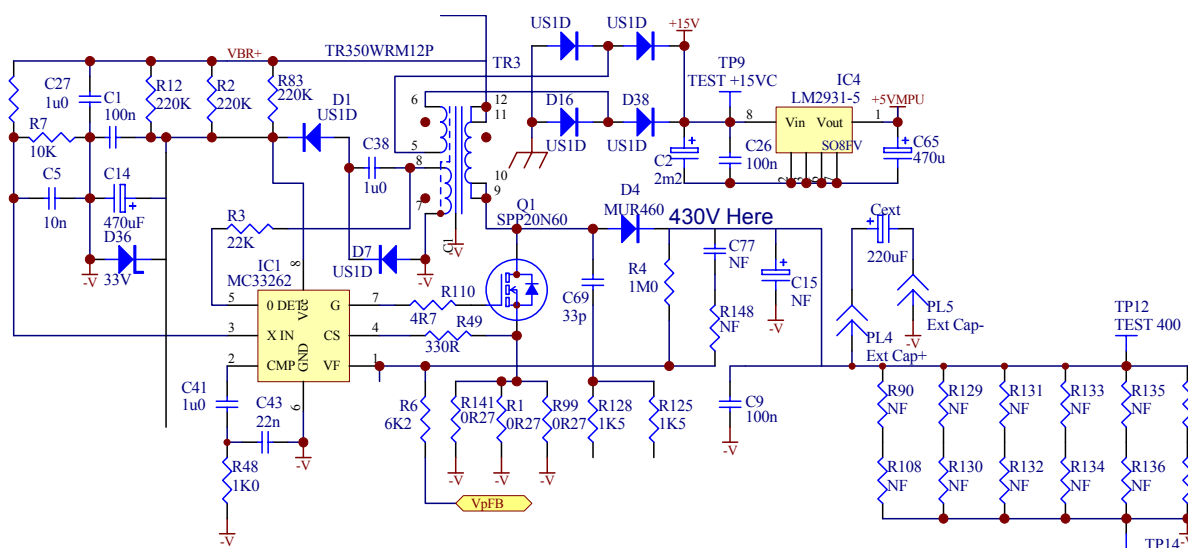 US1D
US1D
+15V
VBR+
TR350WRM12P
TR3
TP9
TEST +15VC
IC4
LM2931-5
+5VMPU
C27
1u0
C1
100n
R12
220K
R2
220K
R83
220K
D1
US1D
6
12
11
D16
US1D
D38
US1D
8
Vin
Vout
1
SO8FV
R7
10K
C38
1u0
5
8
C2
2m2
C26
100n
C65
470u
C5
10n
C14
470uF
10
9
7
D36
33V
-V
R3
22K
D7
US1D
-V
-V
Q1
SPP20N60
D4
MUR460
430V Here
Cext
220uF
IC1
MC33262
8
5
0 DET
Vcc
G
7
R110
4R7
C69
33p
R4
1M0
C77
NF
C15
NF
-V
PL5
Ext Cap-
-V
3
X IN
CS
4
R49
330R
R148
NF
PL4
Ext Cap+
TP12
TEST 400
2
CMP
GND
VF
1
6
C41
1u0
C43
22n
-V
R6
6K2
R141
0R27
R1
0R27
R99
0R27
R128
1K5
R125
1K5
C9
100n
-V
R90
NF
R129
NF
R131
NF
R133
NF
R135
NF
R48
1K0
-V
-V
-V
-V
R108
NF
R130
NF
R132
NF
R134
NF
R136
NF
VpFB
TP14
-V